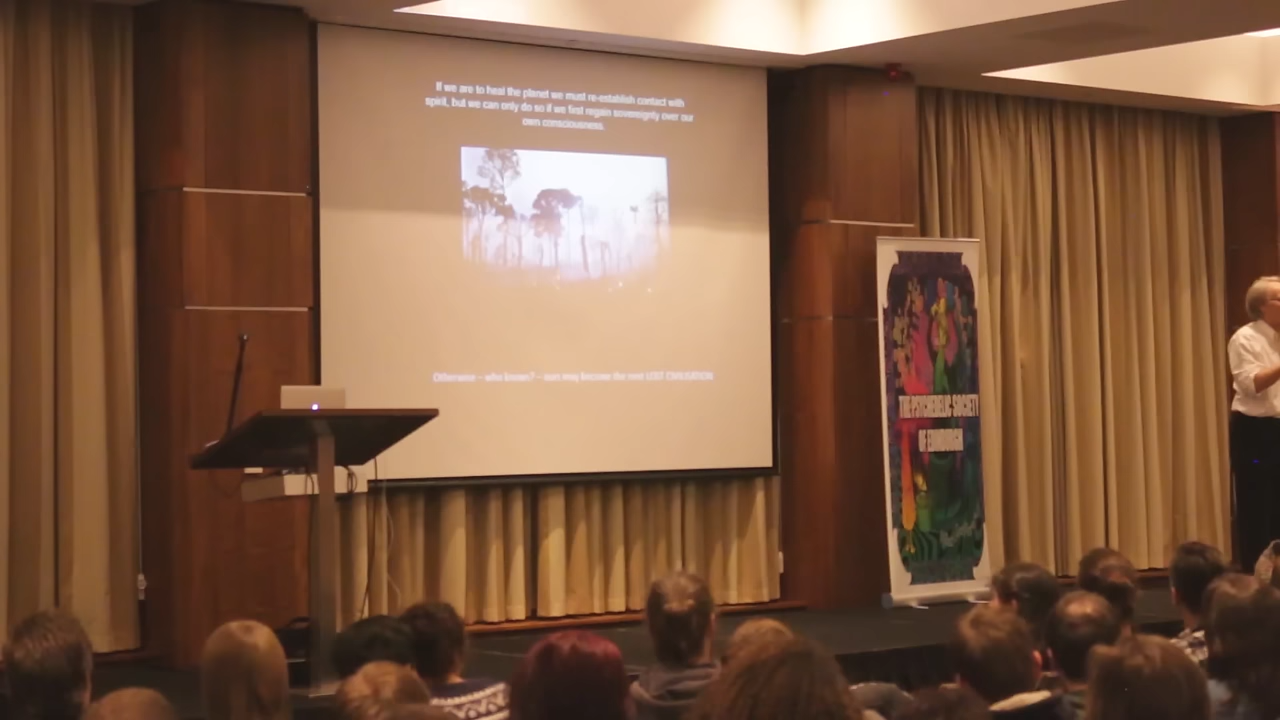 If we are to heal the planet we must re-establish contact with
spirit, but we can only do so if we first regain sovereignty over our
own consciousness.
Otherwise – who knows? – ours may become the next LOST CIVILISATION
THE PSYCHEDELIC SOCIETY
OF EDINBURGH